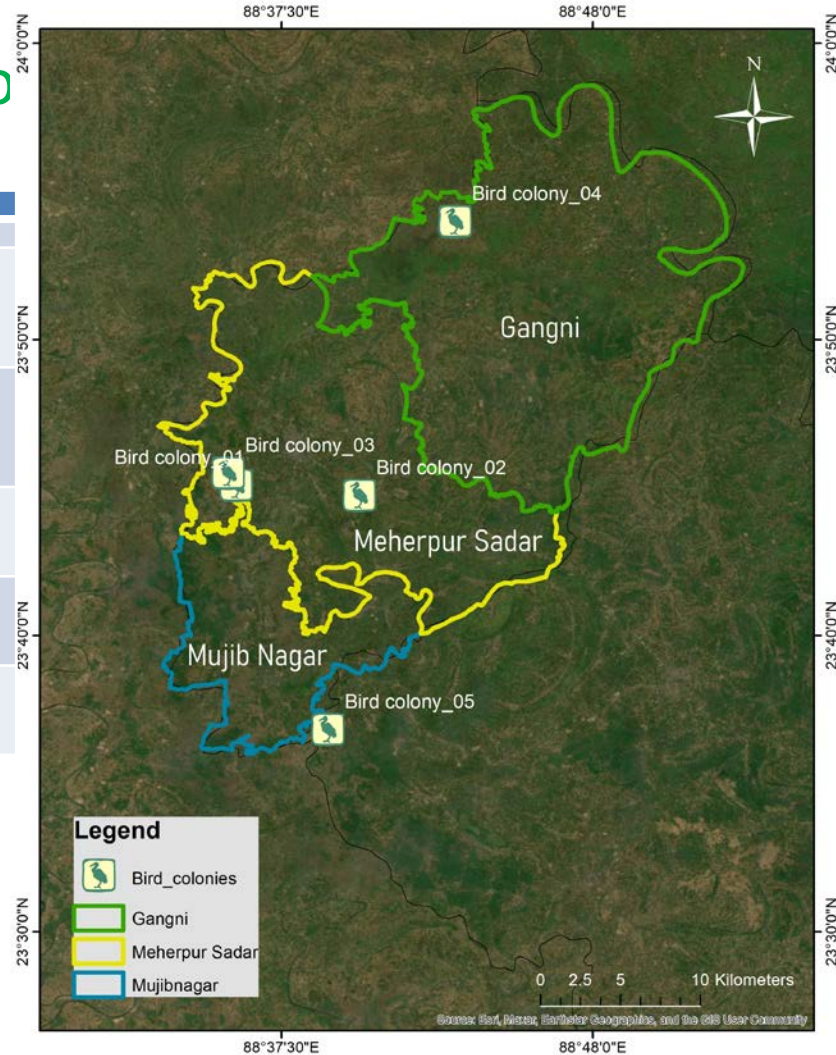 88°37'30"E
88°48'0"E
24°0'0"N
24°0'0"N
N
Bird colony_04
Gangni
23°50'0"N
23°50'0"N
Bird colony_03
Bird colony_01
Bird colony_02
Meherpur Sadar
23°40'0"N
23°40'0"N
Mujib Nagar
Bird colony_05
Legend
Bird_colonies
Gangni
Meherpur Sadar
Mujibnagar
23°30'0"N
23°30'0"N
0 2.5 5 10 Kilometers
Source: Esri, Maxar, Earthstar Geographics, and the GIS User Community
88°37'30"E
88°48'0"E